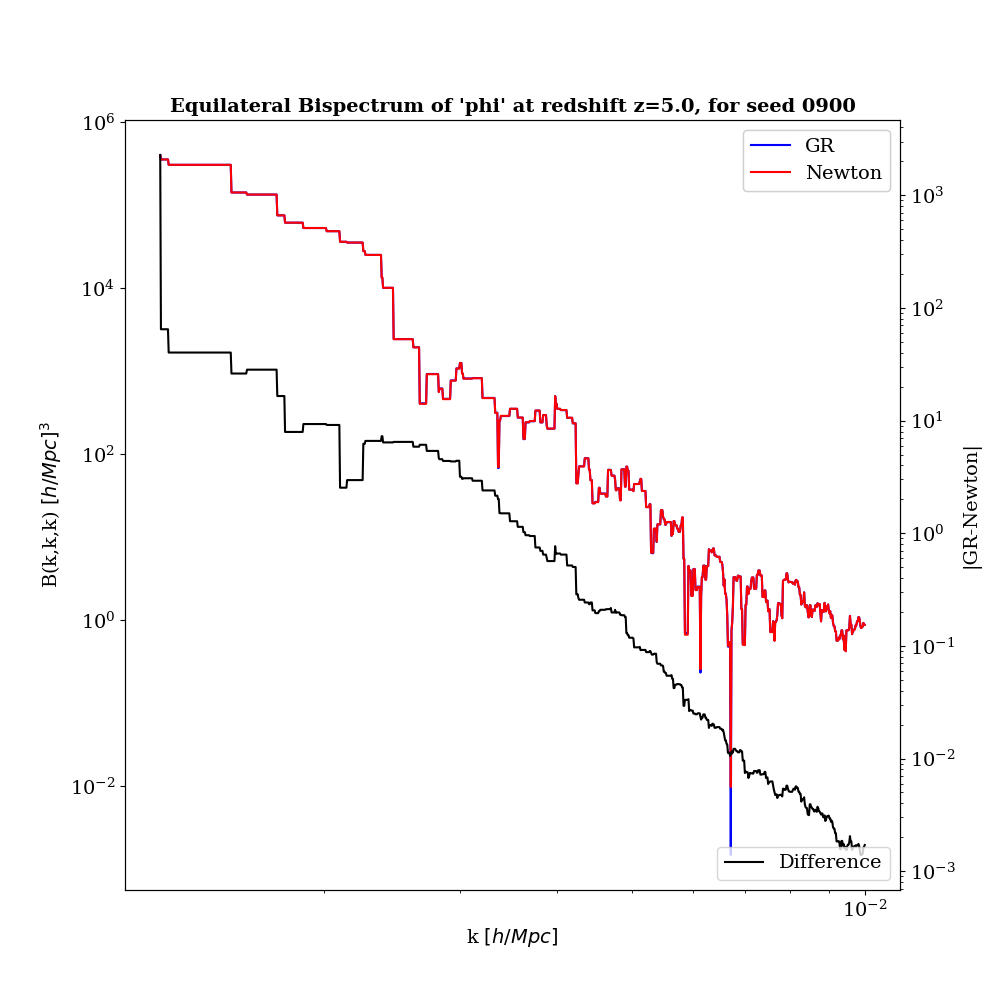 Equilateral Bispectrum of 'phi' at redshift z=5.0, for seed 0900
GR
Newton
10^6
10^4
10^2
10^0
10^-2
B(k,k,k) [h/Mpc]^3
10^3
10^2
10^1
10^0
10^-1
10^-2
10^-3
|GR-Newton|
Difference
10^-2
k [h/Mpc]